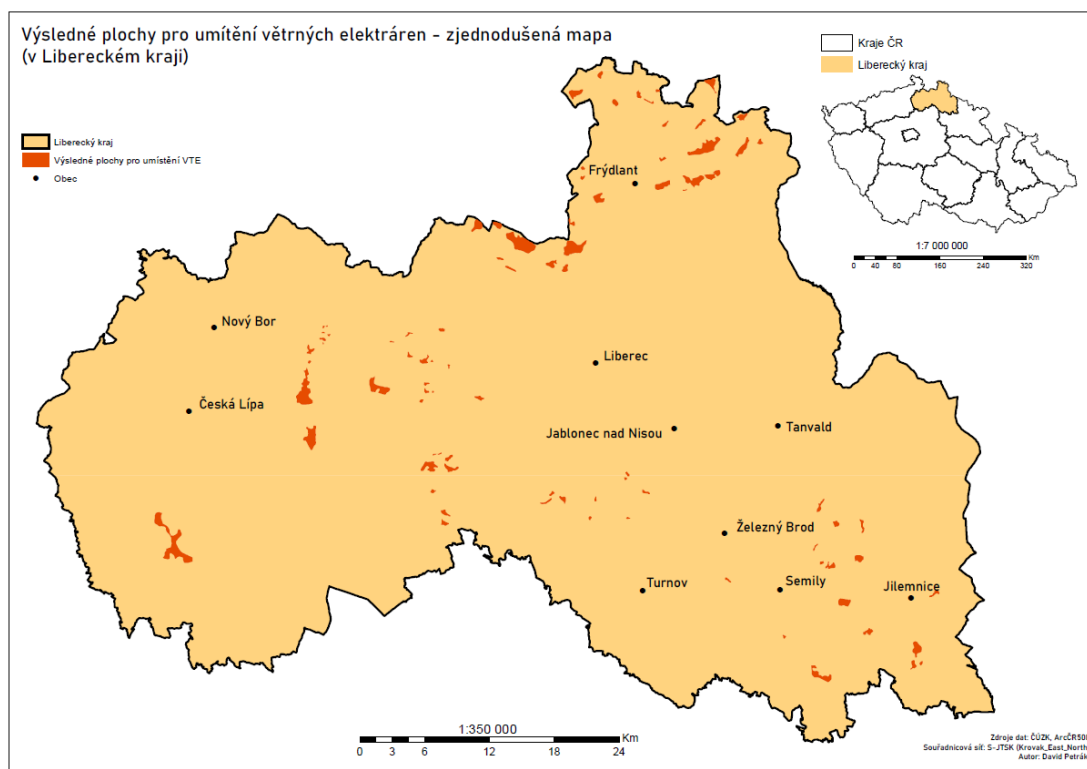 Výsledné plochy pro umítění větrných elektráren - zjednodušená mapa
(v Libereckém kraji)
Kraje ČR
Liberecký kraj
Liberecký kraj
Výsledné plochy pro umístění VTE
Obec
1:7 000 000
Km
0 40 80 160 240 320
Frýdlant
Nový Bor
Liberec
Česká Lípa
Jablonec nad Nisou
Tanvald
Železný Brod
Turnov
Semily
Jilemnice
1:350 000
Km
0 3 6 12 18 24
Zdroje dat: ČÚZK, ArcČR500
Souřadnicová síť: S-JTSK (Krovak_East_North
Autor: David Petrák